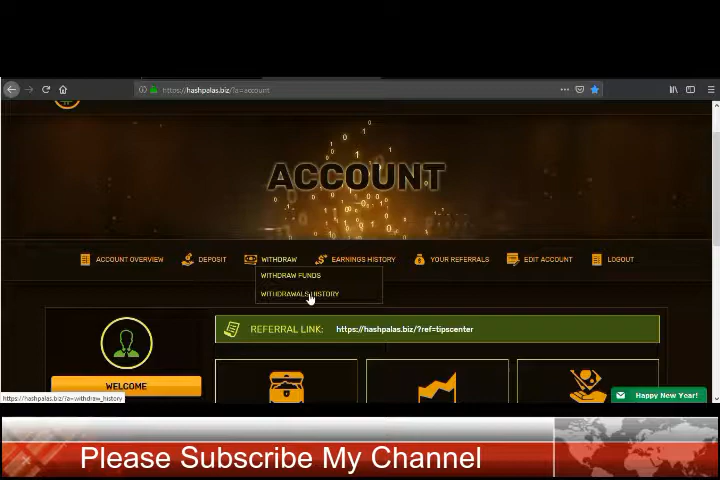 https://hashpalas.biz/?a=account
ACCOUNT
ACCOUNT OVERVIEW
DEPOSIT
WITHDRAW
EARNINGS HISTORY
YOUR REFERRALS
EDIT ACCOUNT
LOGOUT
WITHDRAW FUNDS
WITHDRAWALS HISTORY
REFERRAL LINK: https://hashpalas.biz/?ref=tipscenter
WELCOME
https://hashpalas.biz/?a=withdraw_history
Happy New Year!
Please Subscribe My Channel